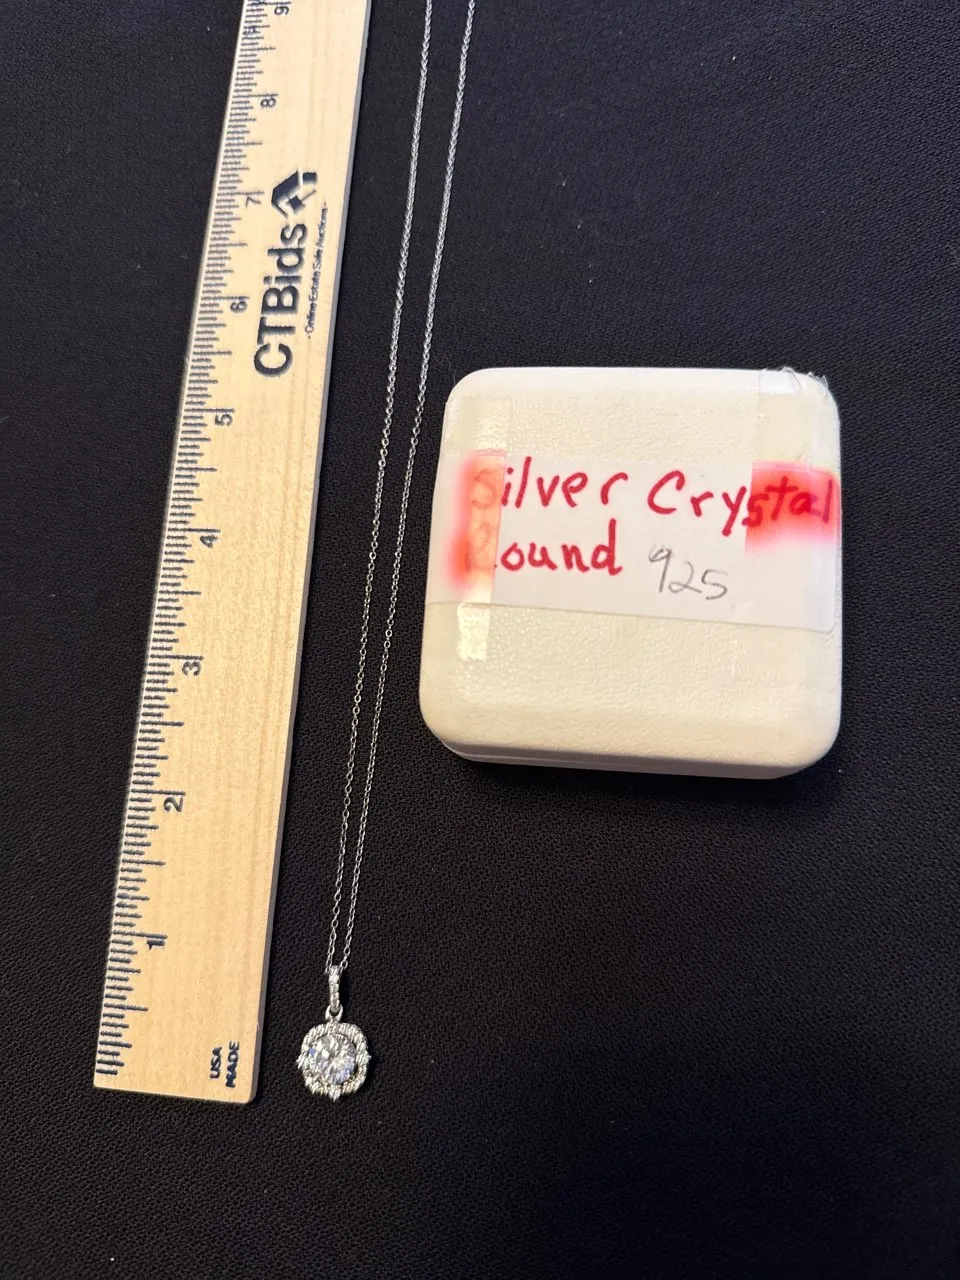 Silver Crystal
Round 925
CTBids
- Online Estate Sale Auctions -
USA
MADE
1
2
3
4
5
6
7
8
9